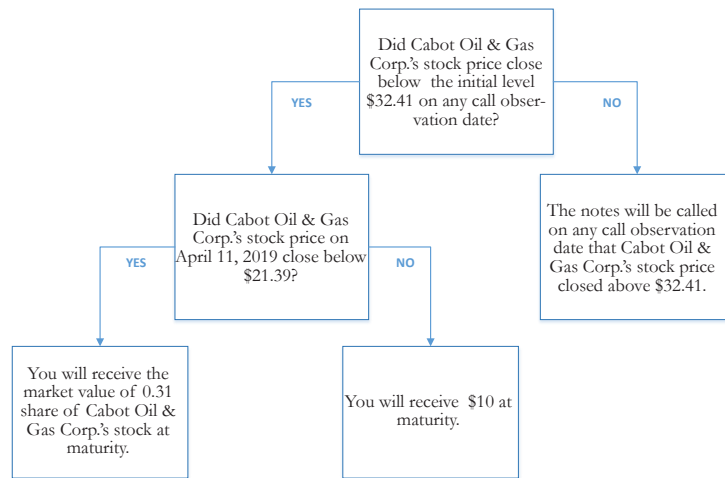 Did Cabot Oil & Gas
Corp.'s stock price close
below the initial level
$32.41 on any call obser-
vation date?
YES
NO
Did Cabot Oil & Gas
Corp.'s stock price on
April 11, 2019 close below
$21.39?
The notes will be called
on any call observation
date that Cabot Oil &
Gas Corp.'s stock price
closed above $32.41.
YES
NO
You will receive the
market value of 0.31
share of Cabot Oil &
Gas Corp.'s stock at
maturity.
You will receive $10 at
maturity.